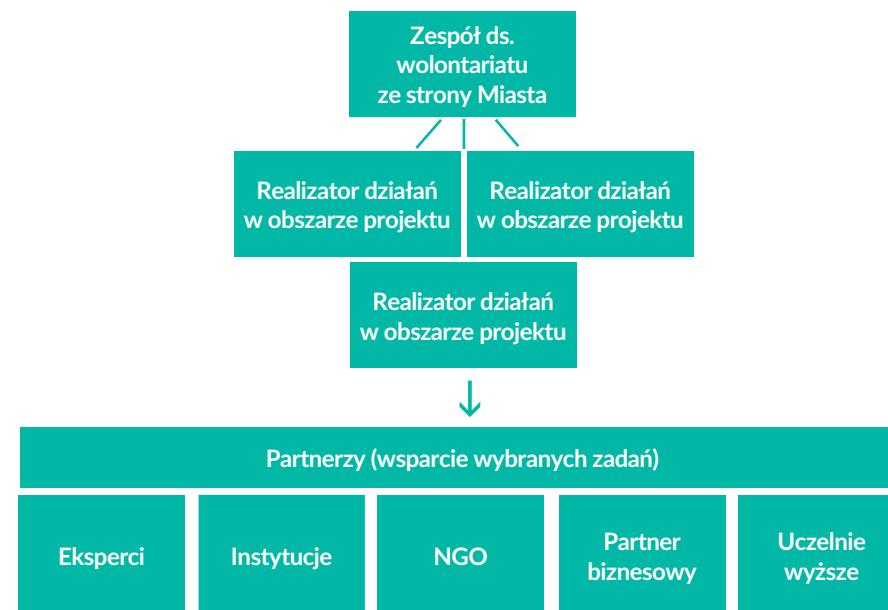 Zespół ds.
wolontariatu
ze strony Miasta
Realizator działań
w obszarze projektu
Realizator działań
w obszarze projektu
Realizator działań
w obszarze projektu
Partnerzy (wsparcie wybranych zadań)
Eksperci
Instytucje
NGO
Partner
biznesowy
Uczelnie
wyższe